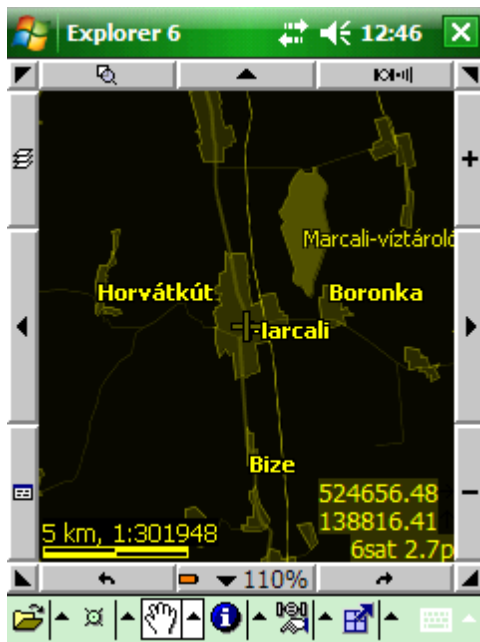 Explorer 6 12:46
Marcali-víztároló
Horvátkút
Boronka
Marcali
Bize
524656.48
138816.41
5 km, 1:301948
6sat 2.7p
110%